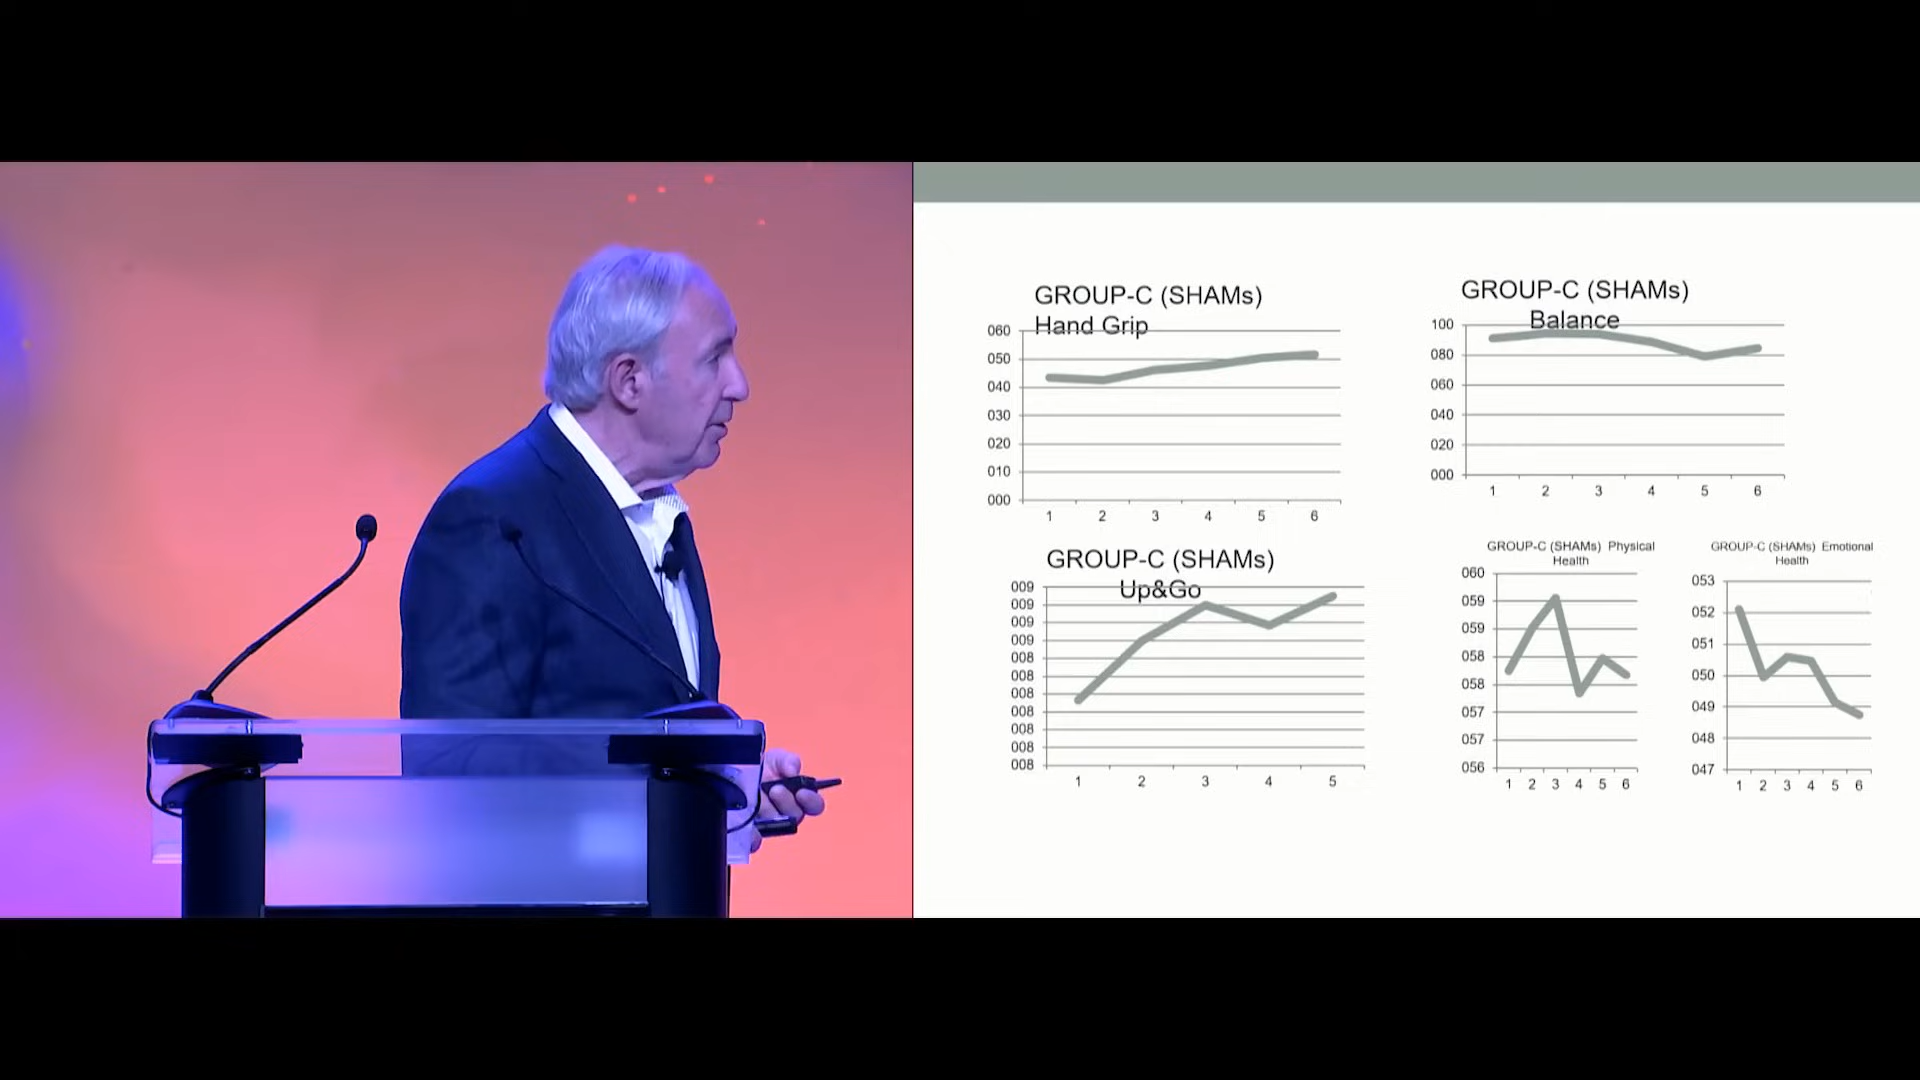 GROUP-C (SHAMs)
Hand Grip
060
050
040
030
020
010
000
1 2 3 4 5 6
GROUP-C (SHAMs)
Balance
100
080
060
040
020
000
1 2 3 4 5 6
GROUP-C (SHAMs)
Up&Go
009
009
009
009
008
008
008
008
008
008
008
1 2 3 4 5
GROUP-C (SHAMs) Physical
Health
060
059
059
058
058
057
057
056
1 2 3 4 5 6
GROUP-C (SHAMs) Emotional
Health
053
052
051
050
049
048
047
1 2 3 4 5 6